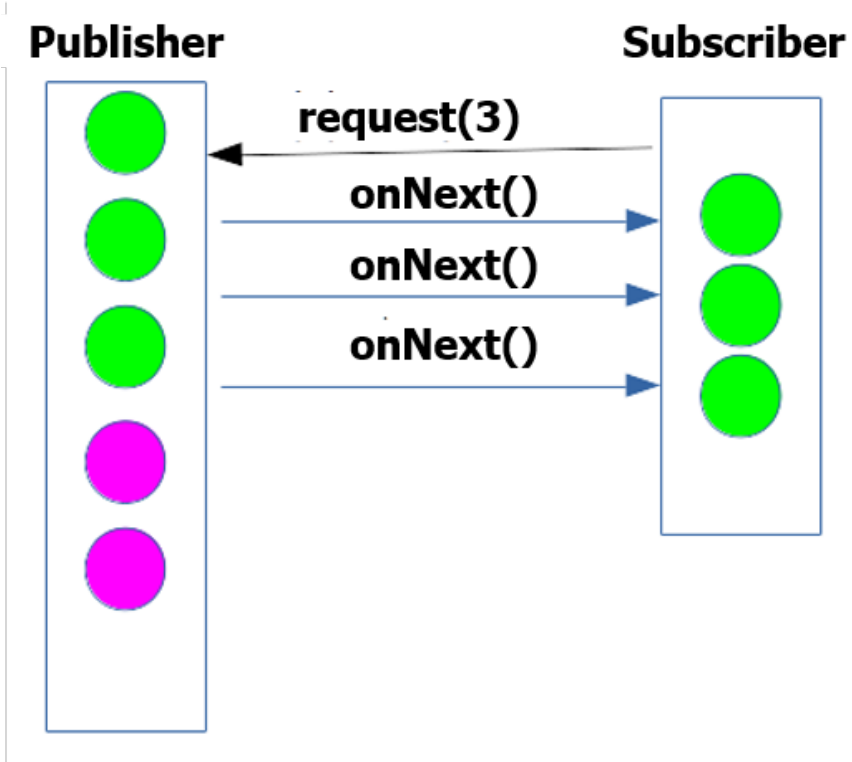 Publisher
Subscriber
request(3)
onNext()
onNext()
onNext()